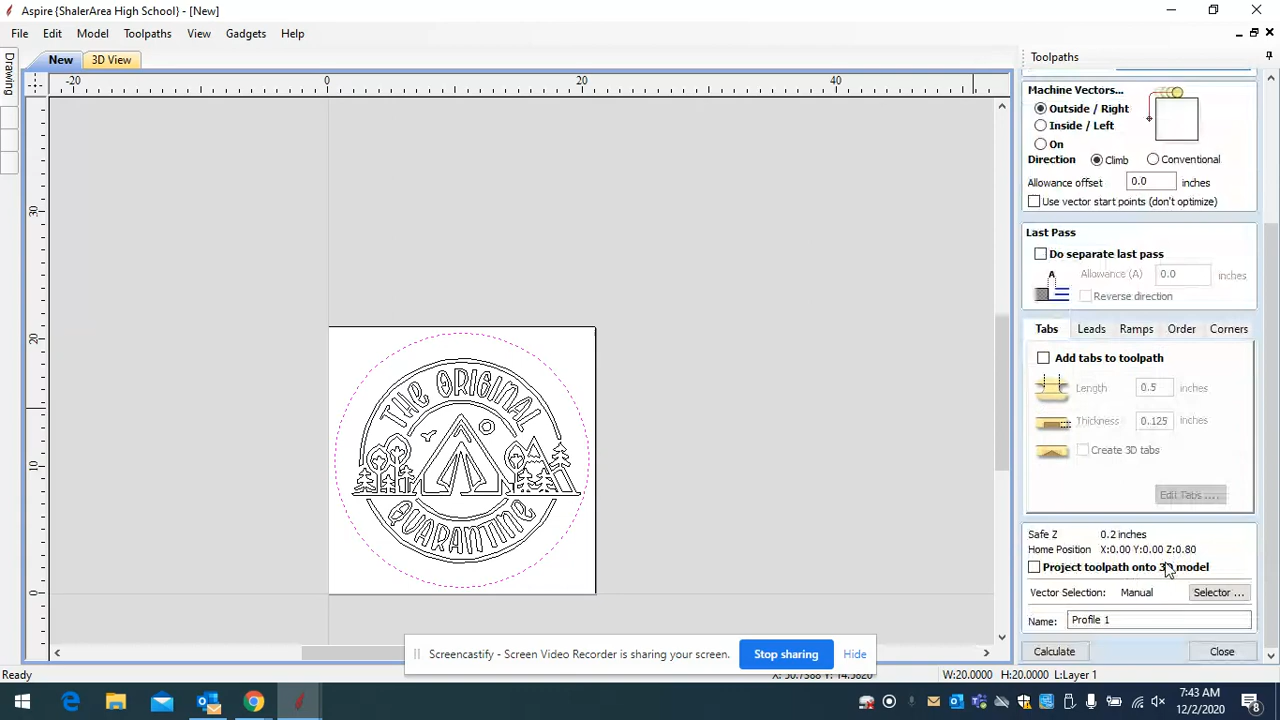 Aspire {ShalerArea High School} - [New]
File Edit Model Toolpaths View Gadgets Help
Drawing
New 3D View
-20 0 20 40
30
20
10
0
THE ORIGINAL
QUARANTINE
Toolpaths
Machine Vectors...
Outside / Right
Inside / Left
On
Direction Climb Conventional
Allowance offset 0.0 inches
Use vector start points (don't optimize)
Last Pass
Do separate last pass
A Allowance (A) 0.0 inches
Reverse direction
Tabs Leads Ramps Order Corners
Add tabs to toolpath
Length 0.5 inches
Thickness 0.125 inches
Create 3D tabs
Edit Tabs ....
Safe Z 0.2 inches
Home Position X:0.00 Y:0.00 Z:0.80
Project toolpath onto 3D model
Vector Selection: Manual Selector ...
Name: Profile 1
Calculate Close
Screencastify - Screen Video Recorder is sharing your screen. Stop sharing Hide
Ready W:20.0000 H:20.0000 L:Layer 1
7:43 AM
12/2/2020
8